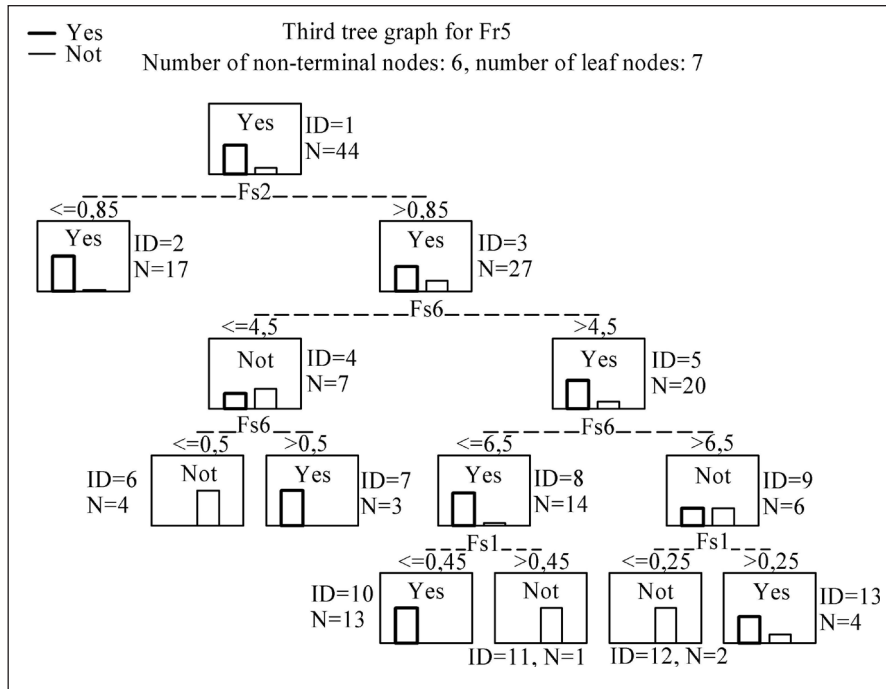 Yes
Not
Third tree graph for Fr5
Number of non-terminal nodes: 6, number of leaf nodes: 7
Yes
ID=1
N=44
Fs2
<=0,85
>0,85
Yes
ID=2
N=17
Yes
ID=3
N=27
Fs6
<=4,5
>4,5
Not
ID=4
N=7
Yes
ID=5
N=20
Fs6
<=0,5
>0,5
Fs6
<=6,5
>6,5
ID=6
N=4
Not
Yes
ID=7
N=3
Yes
ID=8
N=14
Not
ID=9
N=6
Fs1
<=0,45
>0,45
Fs1
<=0,25
>0,25
ID=10
N=13
Yes
Not
ID=11, N=1
Not
ID=12, N=2
Yes
ID=13
N=4